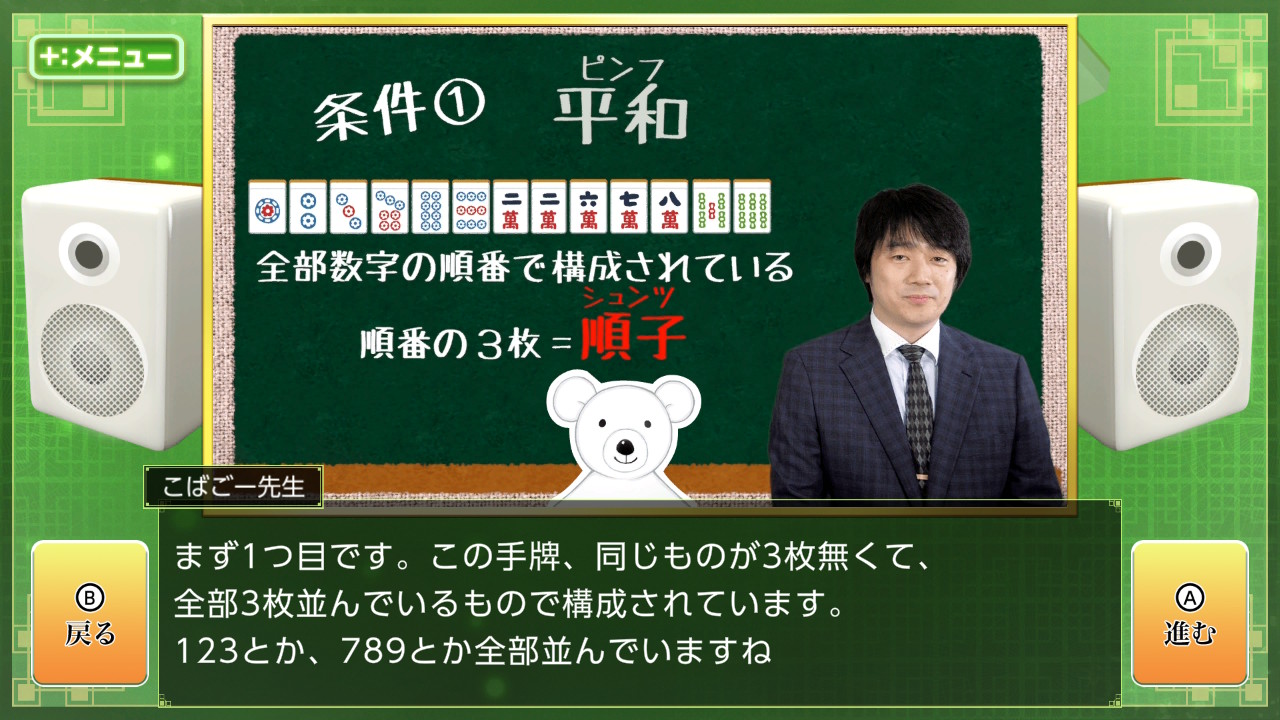 +:メニュー
条件① 平和
ピンフ
二 二 六 七 八
萬 萬 萬 萬 萬
全部数字の順番で構成されている
シュンツ
順番の3枚=順子
こばごー先生
まず1つ目です。この手牌、同じものが3枚無くて、
全部3枚並んでいるもので構成されています。
123とか、789とか全部並んでいますね
B
戻る
A
進む